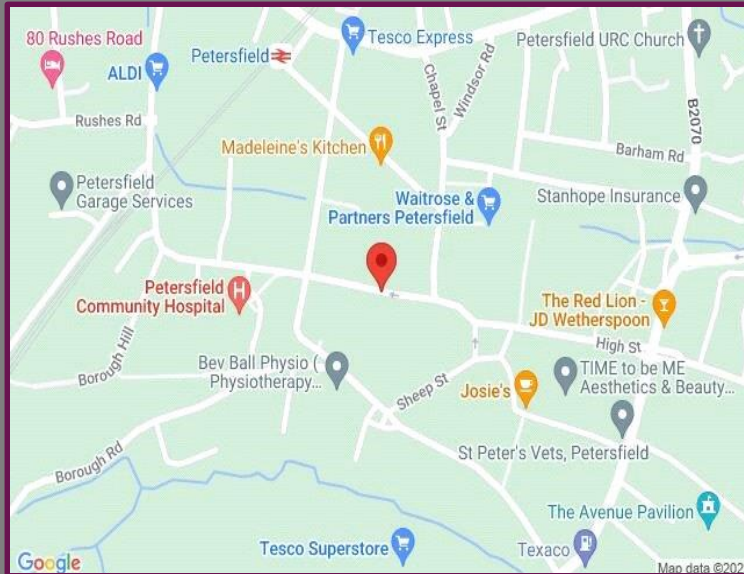 80 Rushes Road
Tesco Express
Petersfield
ALDI
Petersfield URC Church
Chapel St
Windsor Rd
B2070
Rushes Rd
Madeleine's Kitchen
Barham Rd
Petersfield
Garage Services
Waitrose &
Partners Petersfield
Stanhope Insurance
Petersfield
Community Hospital
H
The Red Lion -
JD Wetherspoon
High St
Borough Hill
Bev Ball Physio (
Physiotherapy...
Sheep St
Josie's
TIME to be ME
Aesthetics & Beauty...
St Peter's Vets, Petersfield
Borough Rd
The Avenue Pavilion
Tesco Superstore
Texaco
Google
Map data ©202